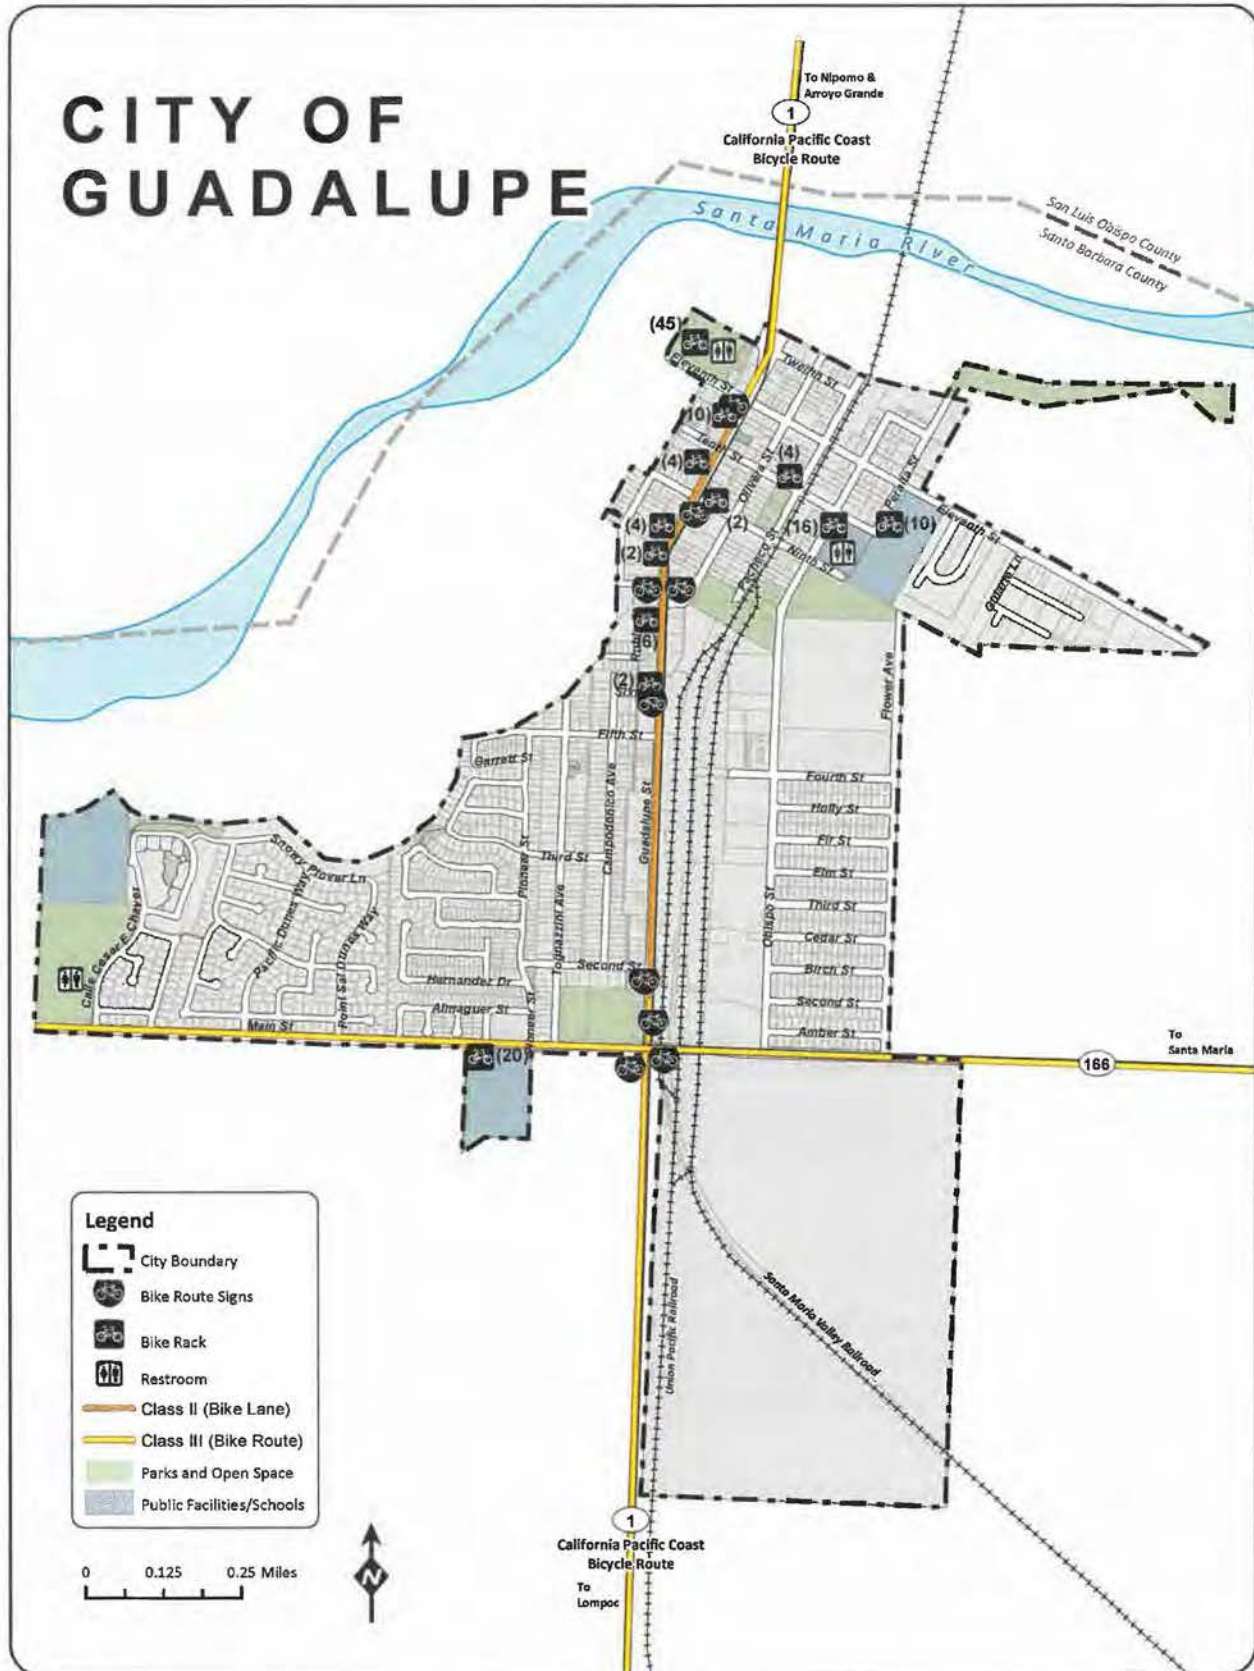 CITY OF
GUADALUPE
To Nipomo &
Arroyo Grande
1
California Pacific Coast
Bicycle Route
San Luis Obispo County
Santa Barbara County
Santa Maria River
(45)
Eleventh St
Twelfth St
(10)
Tenth St
(4)
Olivera St
(4)
Peralta St
(4)
(2)
(16)
(10)
Eleventh St
(2)
Pacheco St
Ninth St
(6)
(2)
Flower Ave
Fifth St
Garrett St
Fourth St
Holly St
Fir St
Elm St
Third St
Cedar St
Birch St
Second St
Amber St
Obispo St
Guadalupe St
Campodonico Ave
Third St
Pioneer St
Tognazzini Ave
Snowy Plover Ln
Pacific Dunes Way
Point Sal Dunes Way
Calle Cesar E Chavez
Second St
Hernandez Dr
Almaguer St
Pioneer St
Main St
(20)
166
To
Santa Maria
Legend
City Boundary
Bike Route Signs
Bike Rack
Restroom
Class II (Bike Lane)
Class III (Bike Route)
Parks and Open Space
Public Facilities/Schools
Union Pacific Railroad
Santa Maria Valley Railroad
0 0.125 0.25 Miles
N
1
California Pacific Coast
Bicycle Route
To
Lompoc